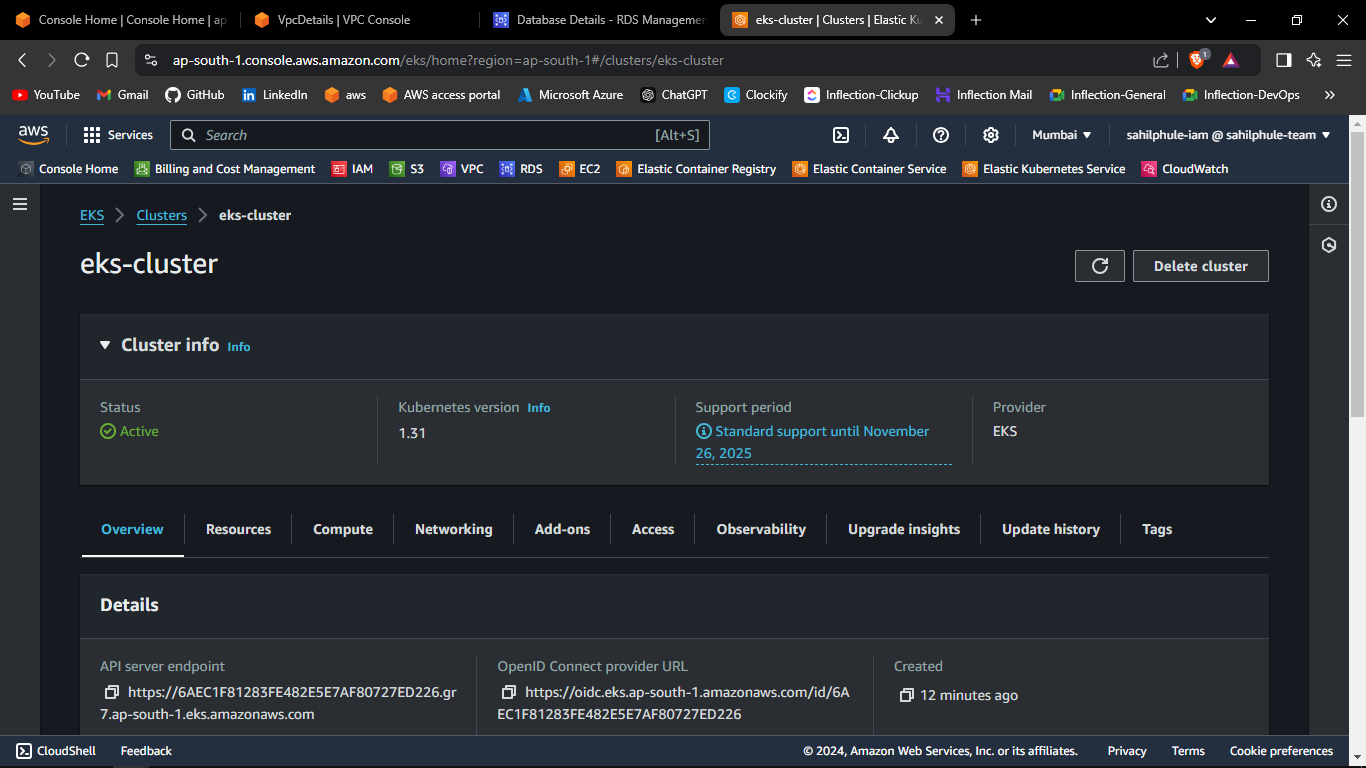 Console Home | Console Home | ap
VpcDetails | VPC Console
Database Details - RDS Managemen
eks-cluster | Clusters | Elastic Ku
ap-south-1.console.aws.amazon.com/eks/home?region=ap-south-1#/clusters/eks-cluster
1
YouTube
Gmail
GitHub
LinkedIn
aws
AWS access portal
Microsoft Azure
ChatGPT
Clockify
Inflection-Clickup
Inflection Mail
Inflection-General
Inflection-DevOps
aws
Services
Search
[Alt+S]
Mumbai
sahilphule-iam @ sahilphule-team
Console Home
Billing and Cost Management
IAM
S3
VPC
RDS
EC2
Elastic Container Registry
Elastic Container Service
Elastic Kubernetes Service
CloudWatch
EKS
Clusters
eks-cluster
eks-cluster
Delete cluster
Cluster info Info
Status
Active
Kubernetes version Info
1.31
Support period
Standard support until November
26, 2025
Provider
EKS
Overview
Resources
Compute
Networking
Add-ons
Access
Observability
Upgrade insights
Update history
Tags
Details
API server endpoint
https://6AEC1F81283FE482E5E7AF80727ED226.gr
7.ap-south-1.eks.amazonaws.com
OpenID Connect provider URL
https://oidc.eks.ap-south-1.amazonaws.com/id/6A
EC1F81283FE482E5E7AF80727ED226
Created
12 minutes ago
CloudShell
Feedback
© 2024, Amazon Web Services, Inc. or its affiliates.
Privacy
Terms
Cookie preferences